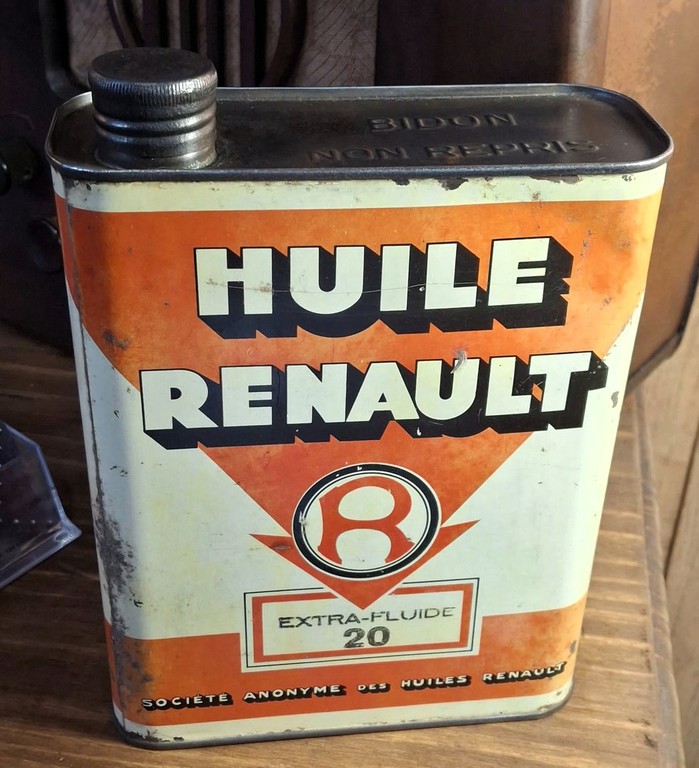 BIDON
NON REPRIS
HUILE
RENAULT
R
EXTRA-FLUIDE
20
SOCIÉTÉ ANONYME DES HUILES RENAULT